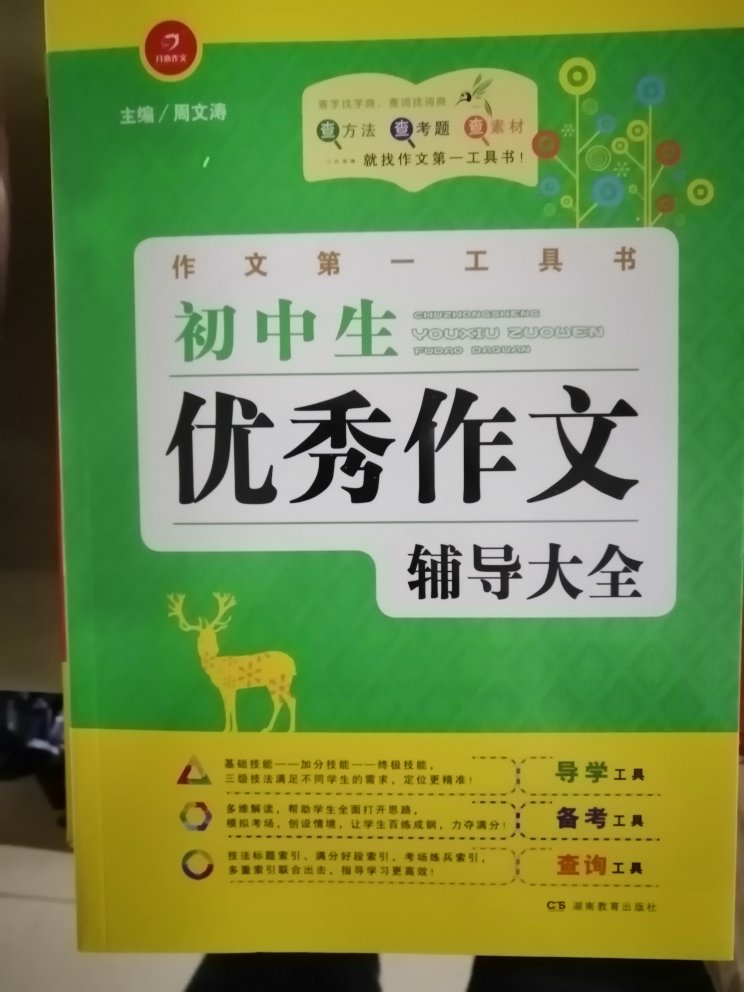 开心作文
主编/周文涛
查字找字典，查词找词典
查方法 查考题 查素材
就找作文第一工具书！
作文第一工具书
初中生
CHUZHONGSHENG
YOUXIU ZUOWEN
FUDAO DAQUAN
优秀作文
辅导大全
基础技能——加分技能——终极技能，
三级技法满足不同学生的需求，定位更精准！
导学工具
多维解读，帮助学生全面打开思路，
模拟考场，创设情境，让学生百炼成钢，力夺满分！
备考工具
技法标题索引、满分好段索引、考场练兵索引，
多重索引联合出击，指导学习更高效！
查询工具
湖南教育出版社